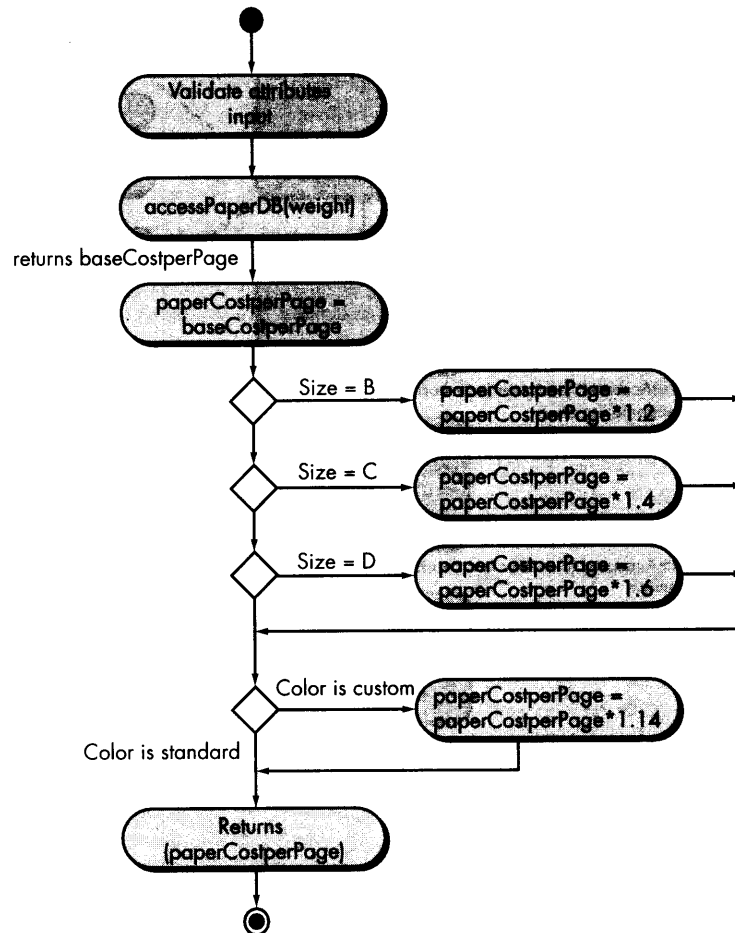 Validate attributes
input
accessPaperDB(weight)
returns baseCostperPage
paperCostperPage =
baseCostperPage
Size = B
paperCostperPage =
paperCostperPage*1.2
Size = C
paperCostperPage =
paperCostperPage*1.4
Size = D
paperCostperPage =
paperCostperPage*1.6
Color is custom
paperCostperPage =
paperCostperPage*1.14
Color is standard
Returns
(paperCostperPage)